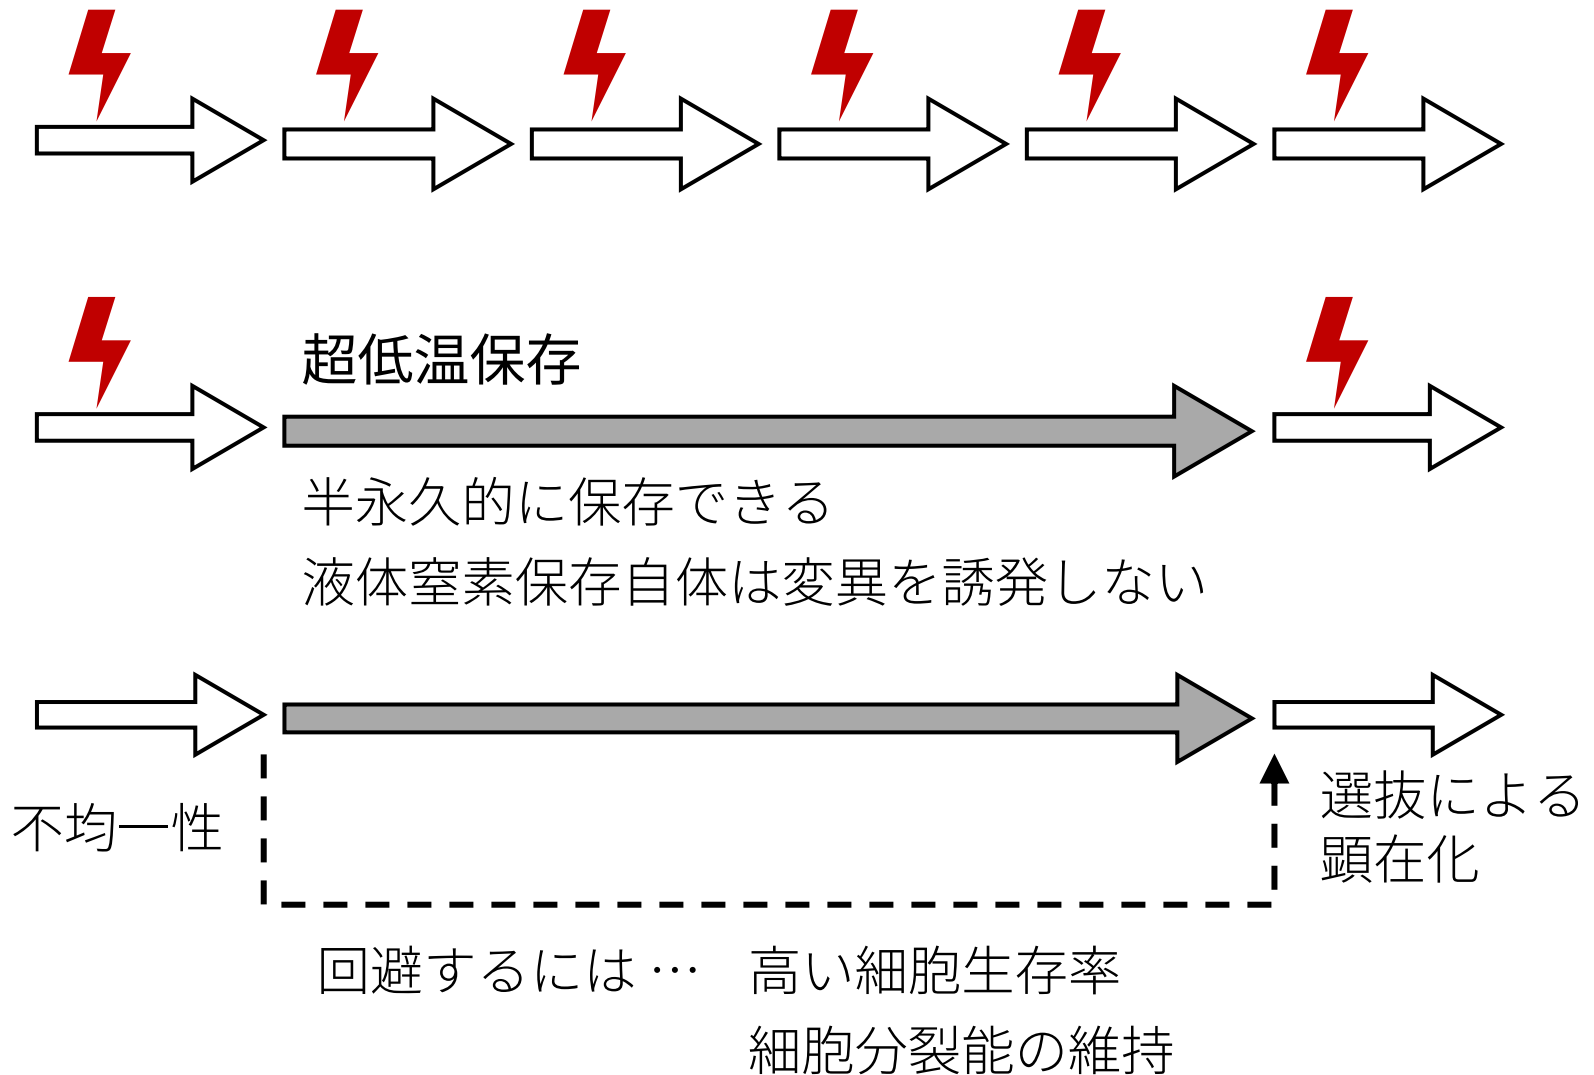 超低温保存
半永久的に保存できる
液体窒素保存自体は変異を誘発しない
不均一性
選抜による
顕在化
回避するには… 高い細胞生存率
細胞分裂能の維持